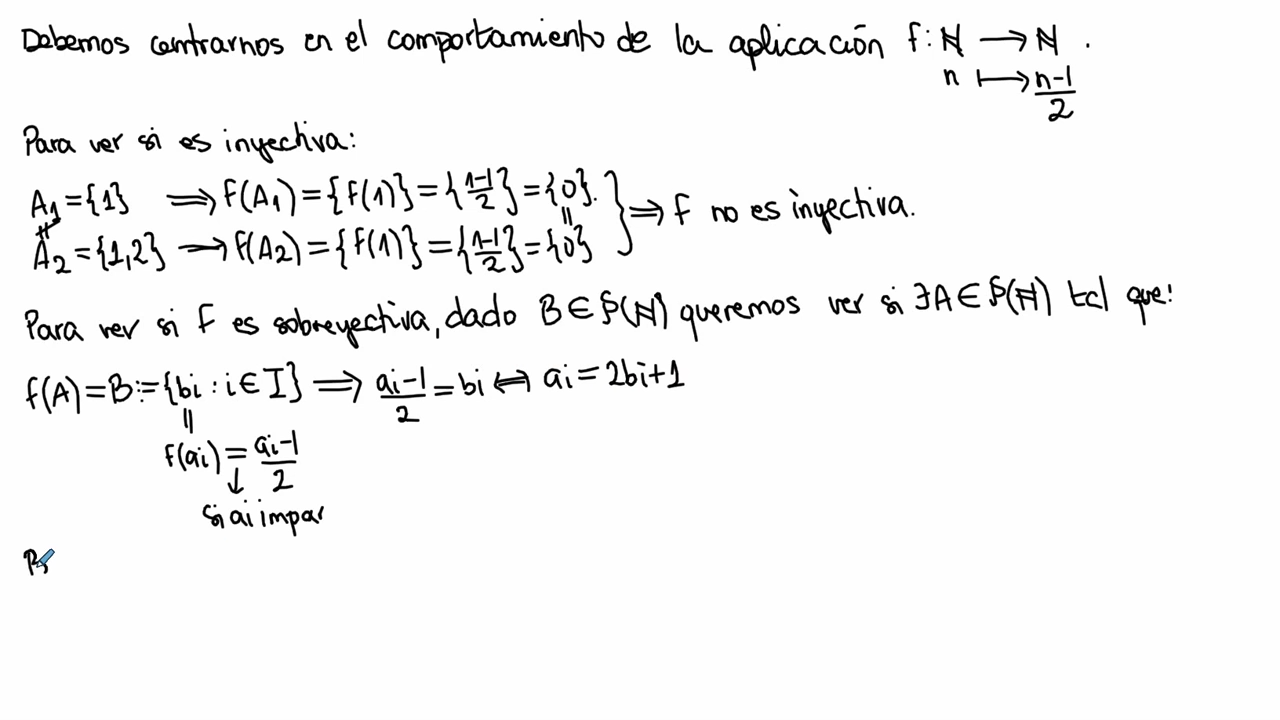 Debemos centrarnos en el comportamiento de la aplicación f: ℕ ⟶ ℕ.
n ⟼ (n-1)/2
Para ver si es inyectiva:
A₁ = {1} ⟹ f(A₁) = {f(1)} = {(1-1)/2} = {0}.
≠ = } ⟹ f no es inyectiva.
A₂ = {1,2} ⟶ f(A₂) = {f(1)} = {(1-1)/2} = {0}
Para ver si f es sobreyectiva, dado B ∈ 𝒫(ℕ) queremos ver si ∃A ∈ 𝒫(ℕ) tal que:
f(A) = B := {bi : i ∈ I} ⟹ (ai-1)/2 = bi ⟺ ai = 2bi+1
||
f(ai) = (ai-1)/2
↓
si ai impar